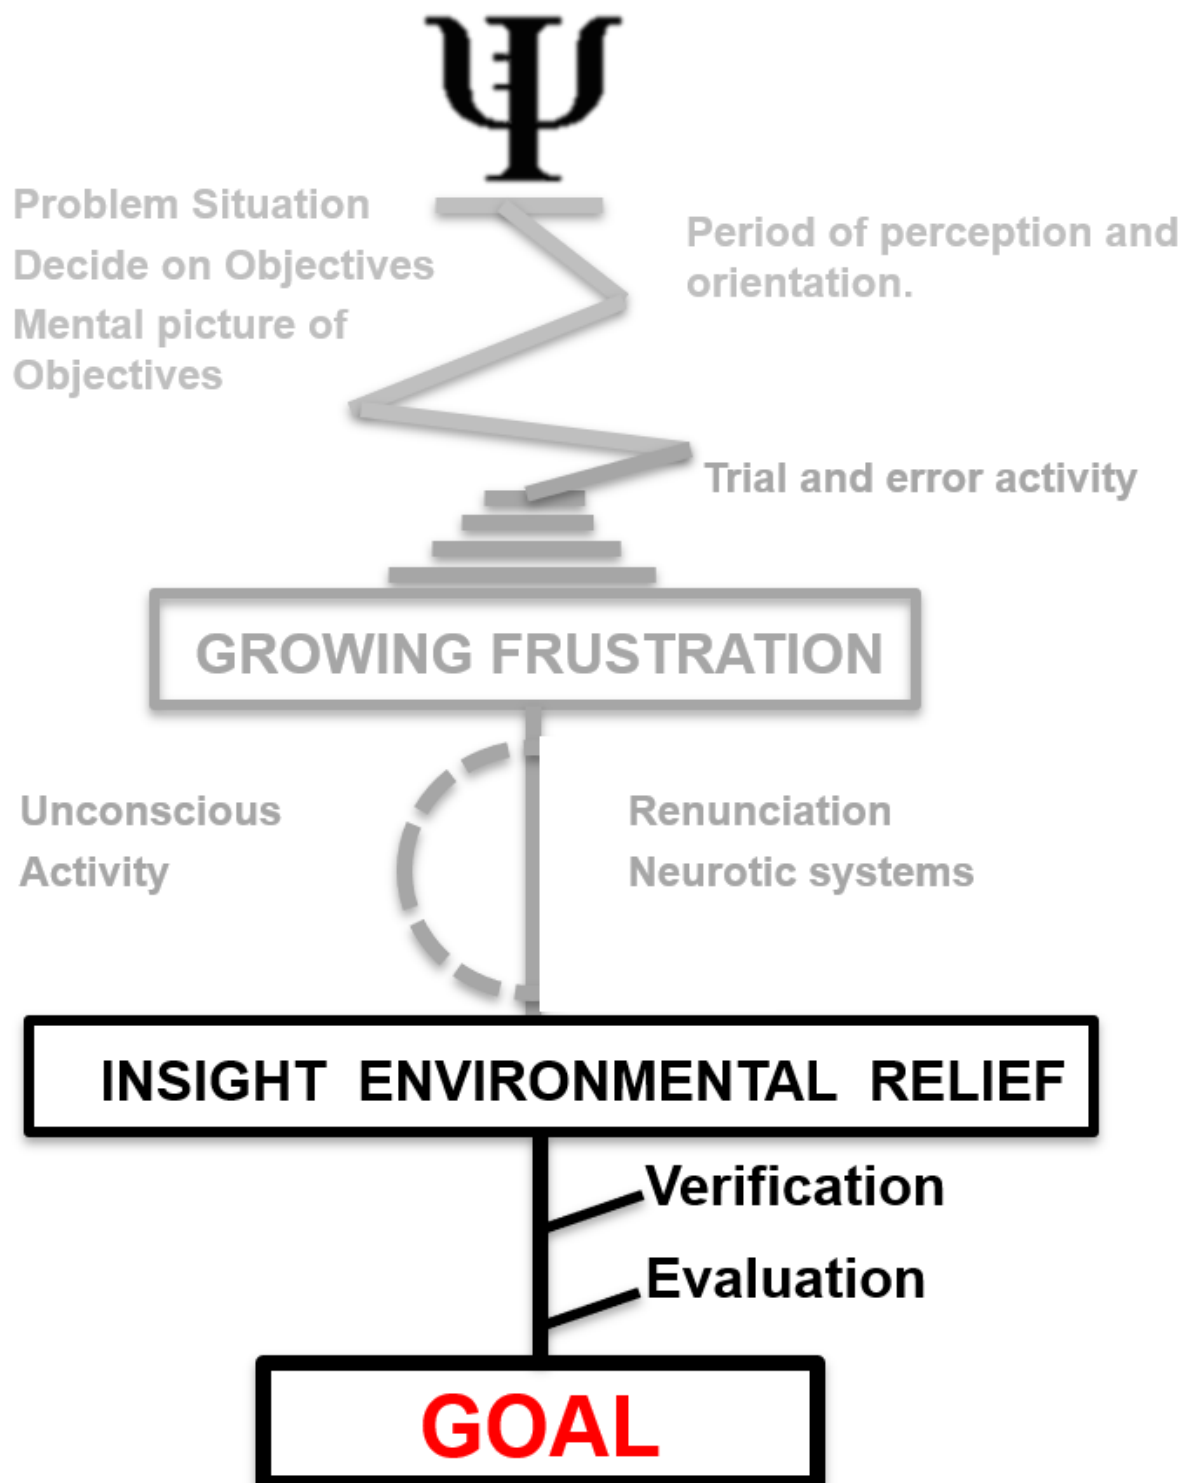 Ψ
Problem Situation
Decide on Objectives
Mental picture of
Objectives
Period of perception and
orientation.
Trial and error activity
GROWING FRUSTRATION
Unconscious
Activity
Renunciation
Neurotic systems
INSIGHT ENVIRONMENTAL RELIEF
Verification
Evaluation
GOAL